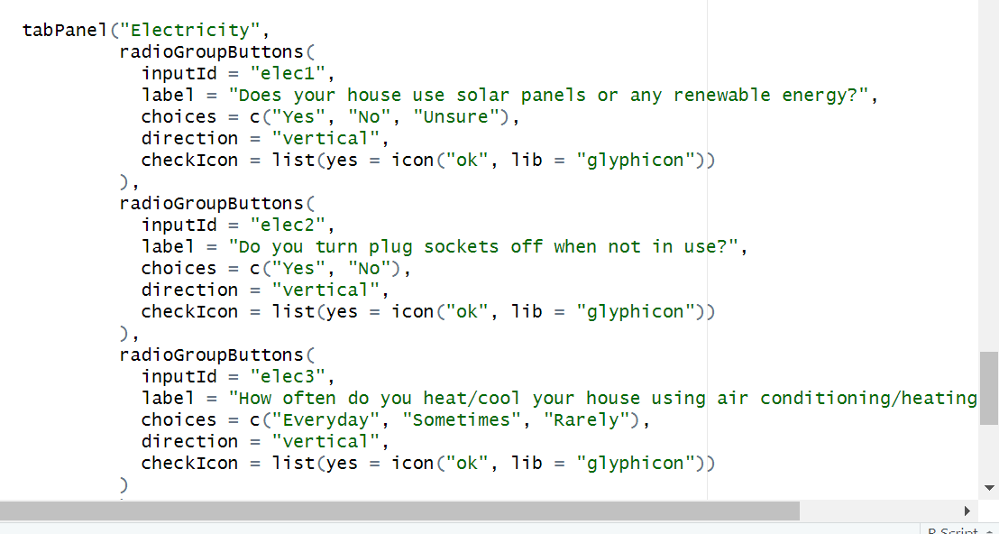 tabPanel("Electricity",
radioGroupButtons(
inputId = "elec1",
label = "Does your house use solar panels or any renewable energy?",
choices = c("Yes", "No", "Unsure"),
direction = "vertical",
checkIcon = list(yes = icon("ok", lib = "glyphicon"))
),
radioGroupButtons(
inputId = "elec2",
label = "Do you turn plug sockets off when not in use?",
choices = c("Yes", "No"),
direction = "vertical",
checkIcon = list(yes = icon("ok", lib = "glyphicon"))
),
radioGroupButtons(
inputId = "elec3",
label = "How often do you heat/cool your house using air conditioning/heating
choices = c("Everyday", "Sometimes", "Rarely"),
direction = "vertical",
checkIcon = list(yes = icon("ok", lib = "glyphicon"))
)
R Script